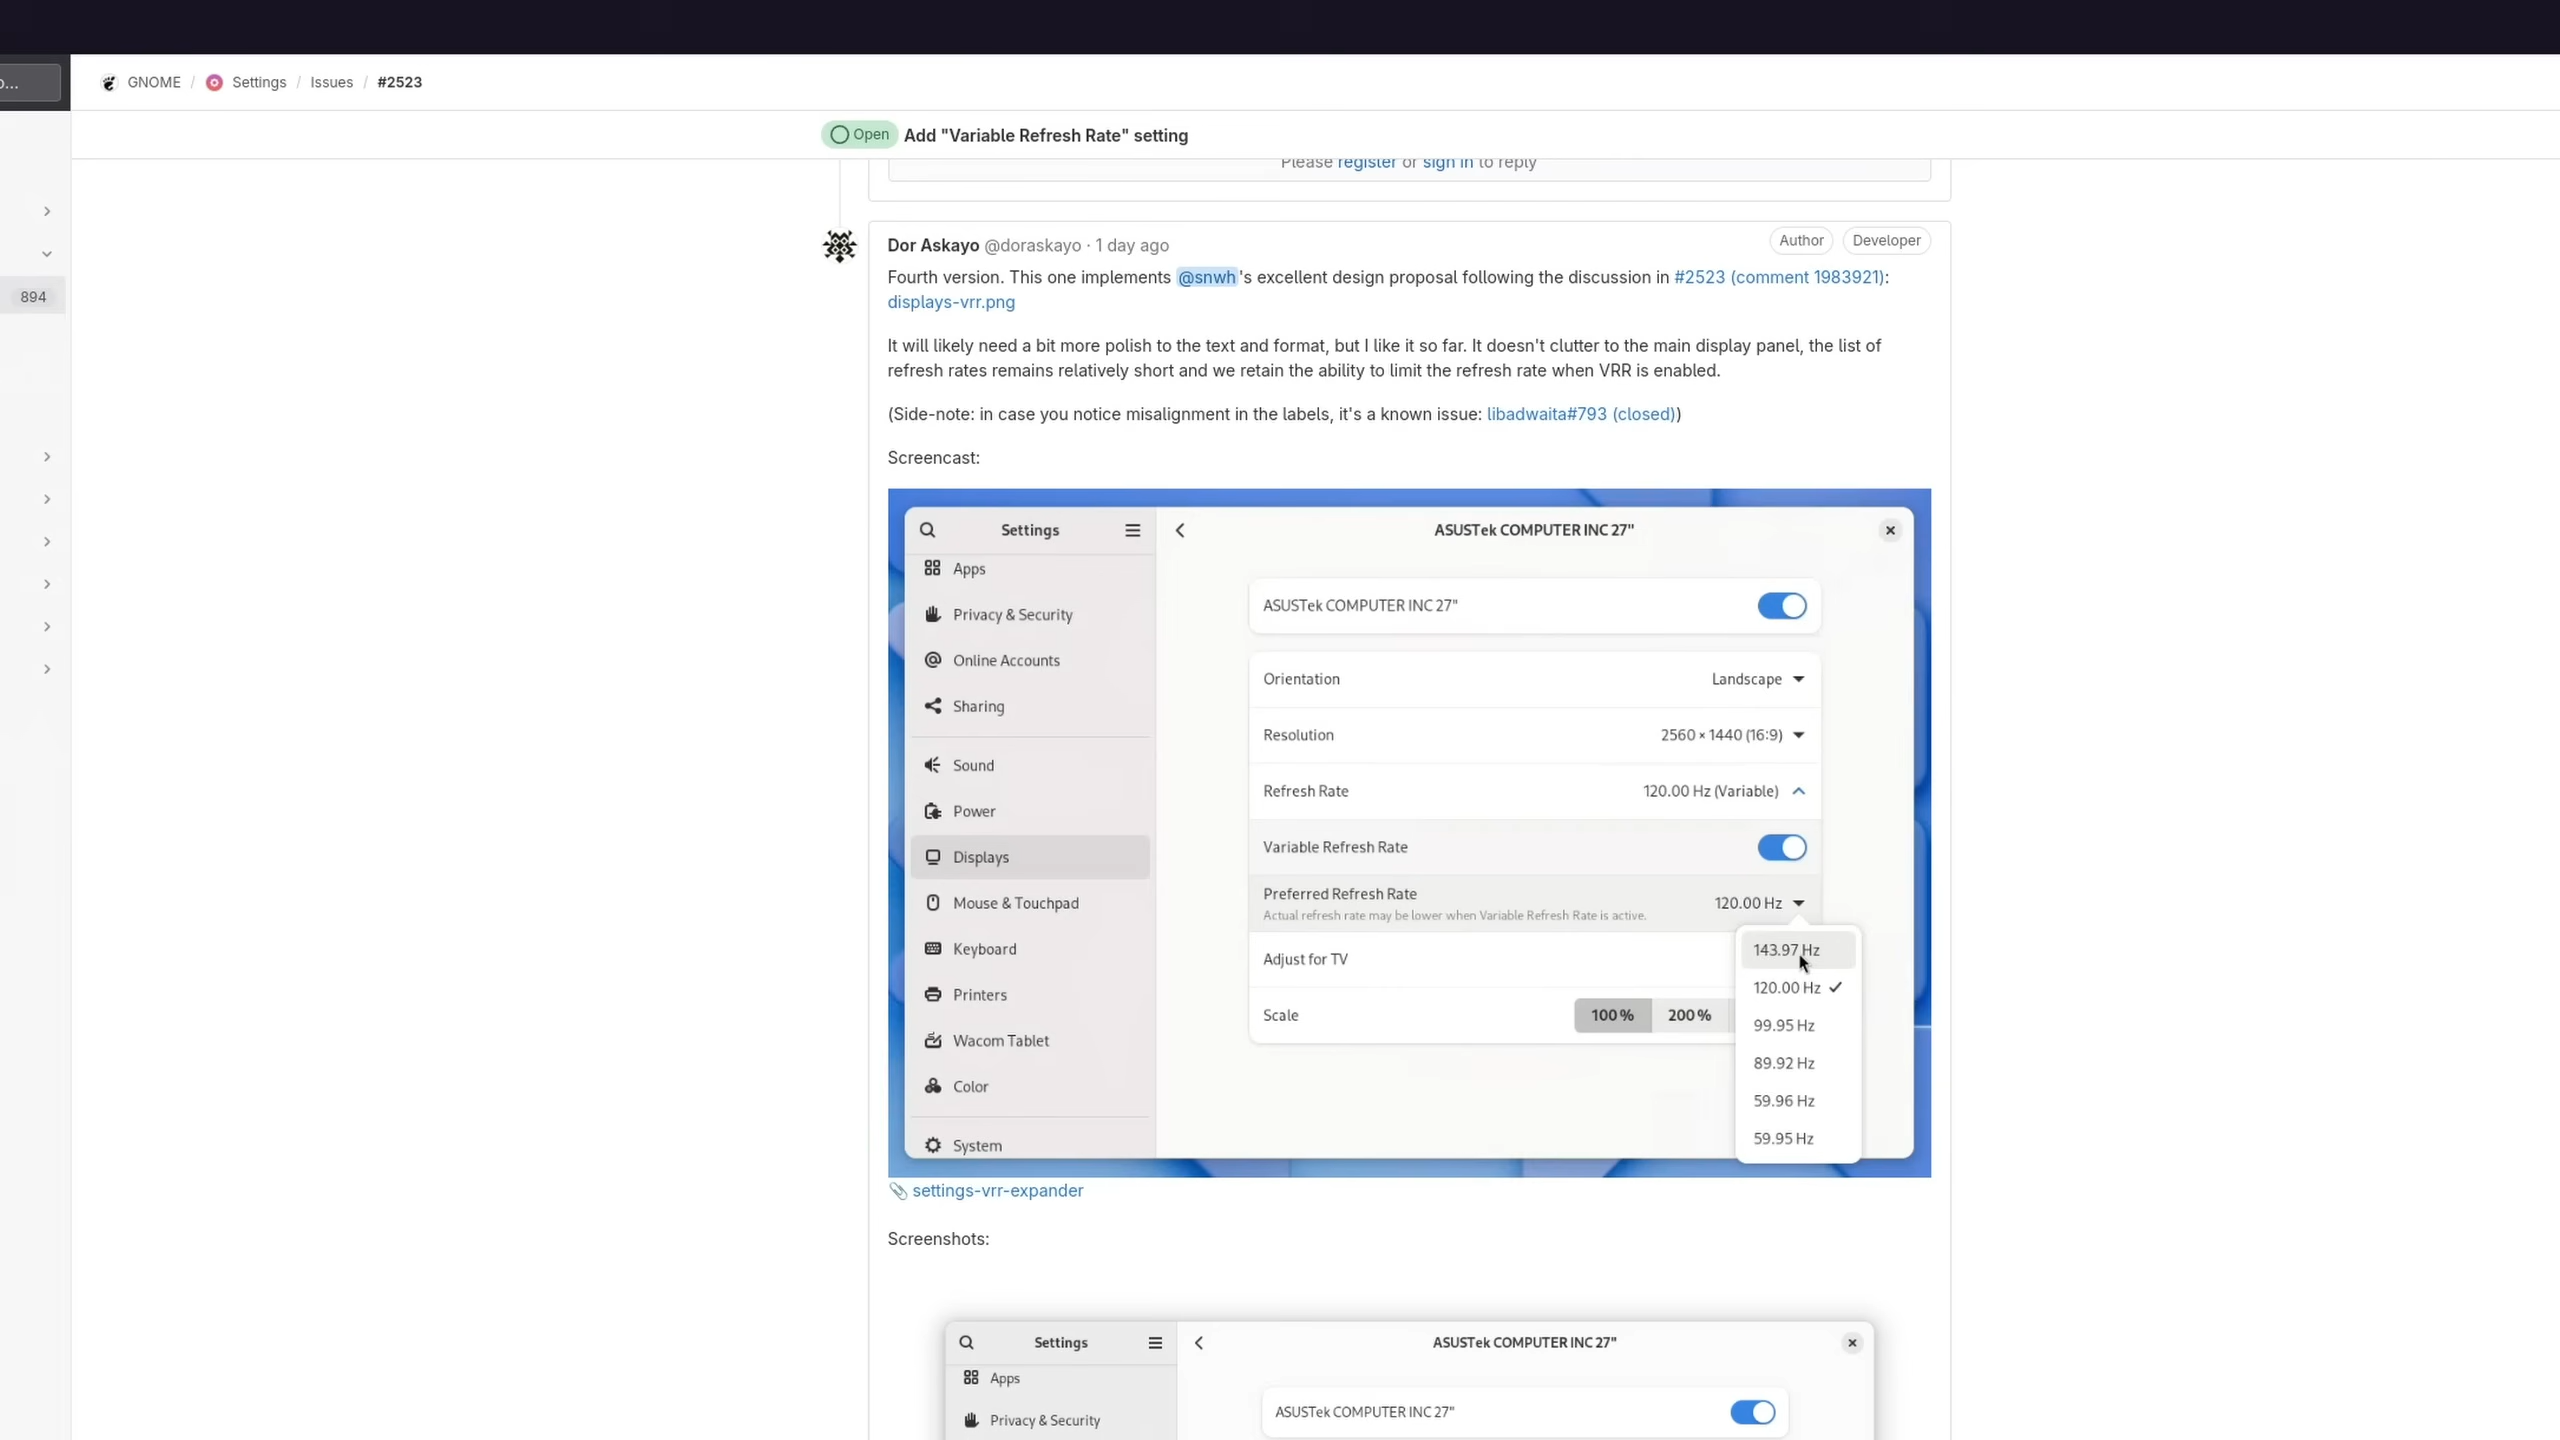 GNOME / Settings / Issues / #2523
Open Add "Variable Refresh Rate" setting
Please register or sign in to reply
Dor Askayo @doraskayo · 1 day ago
Author
Developer
894
Fourth version. This one implements @snwh's excellent design proposal following the discussion in #2523 (comment 1983921):
displays-vrr.png
It will likely need a bit more polish to the text and format, but I like it so far. It doesn't clutter to the main display panel, the list of
refresh rates remains relatively short and we retain the ability to limit the refresh rate when VRR is enabled.
(Side-note: in case you notice misalignment in the labels, it's a known issue: libadwaita#793 (closed))
Screencast:
Settings
Apps
Privacy & Security
Online Accounts
Sharing
Sound
Power
Displays
Mouse & Touchpad
Keyboard
Printers
Wacom Tablet
Color
System
ASUSTek COMPUTER INC 27"
ASUSTek COMPUTER INC 27"
Orientation
Landscape
Resolution
2560 × 1440 (16:9)
Refresh Rate
120.00 Hz (Variable)
Variable Refresh Rate
Preferred Refresh Rate
Actual refresh rate may be lower when Variable Refresh Rate is active.
120.00 Hz
Adjust for TV
Scale
100 %
200 %
143.97 Hz
120.00 Hz
99.95 Hz
89.92 Hz
59.96 Hz
59.95 Hz
settings-vrr-expander
Screenshots:
Settings
ASUSTek COMPUTER INC 27"
Apps
Privacy & Security
ASUSTek COMPUTER INC 27"